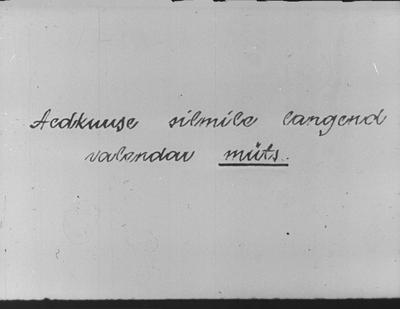 Aedkuuse silmile langend
valendav müts.